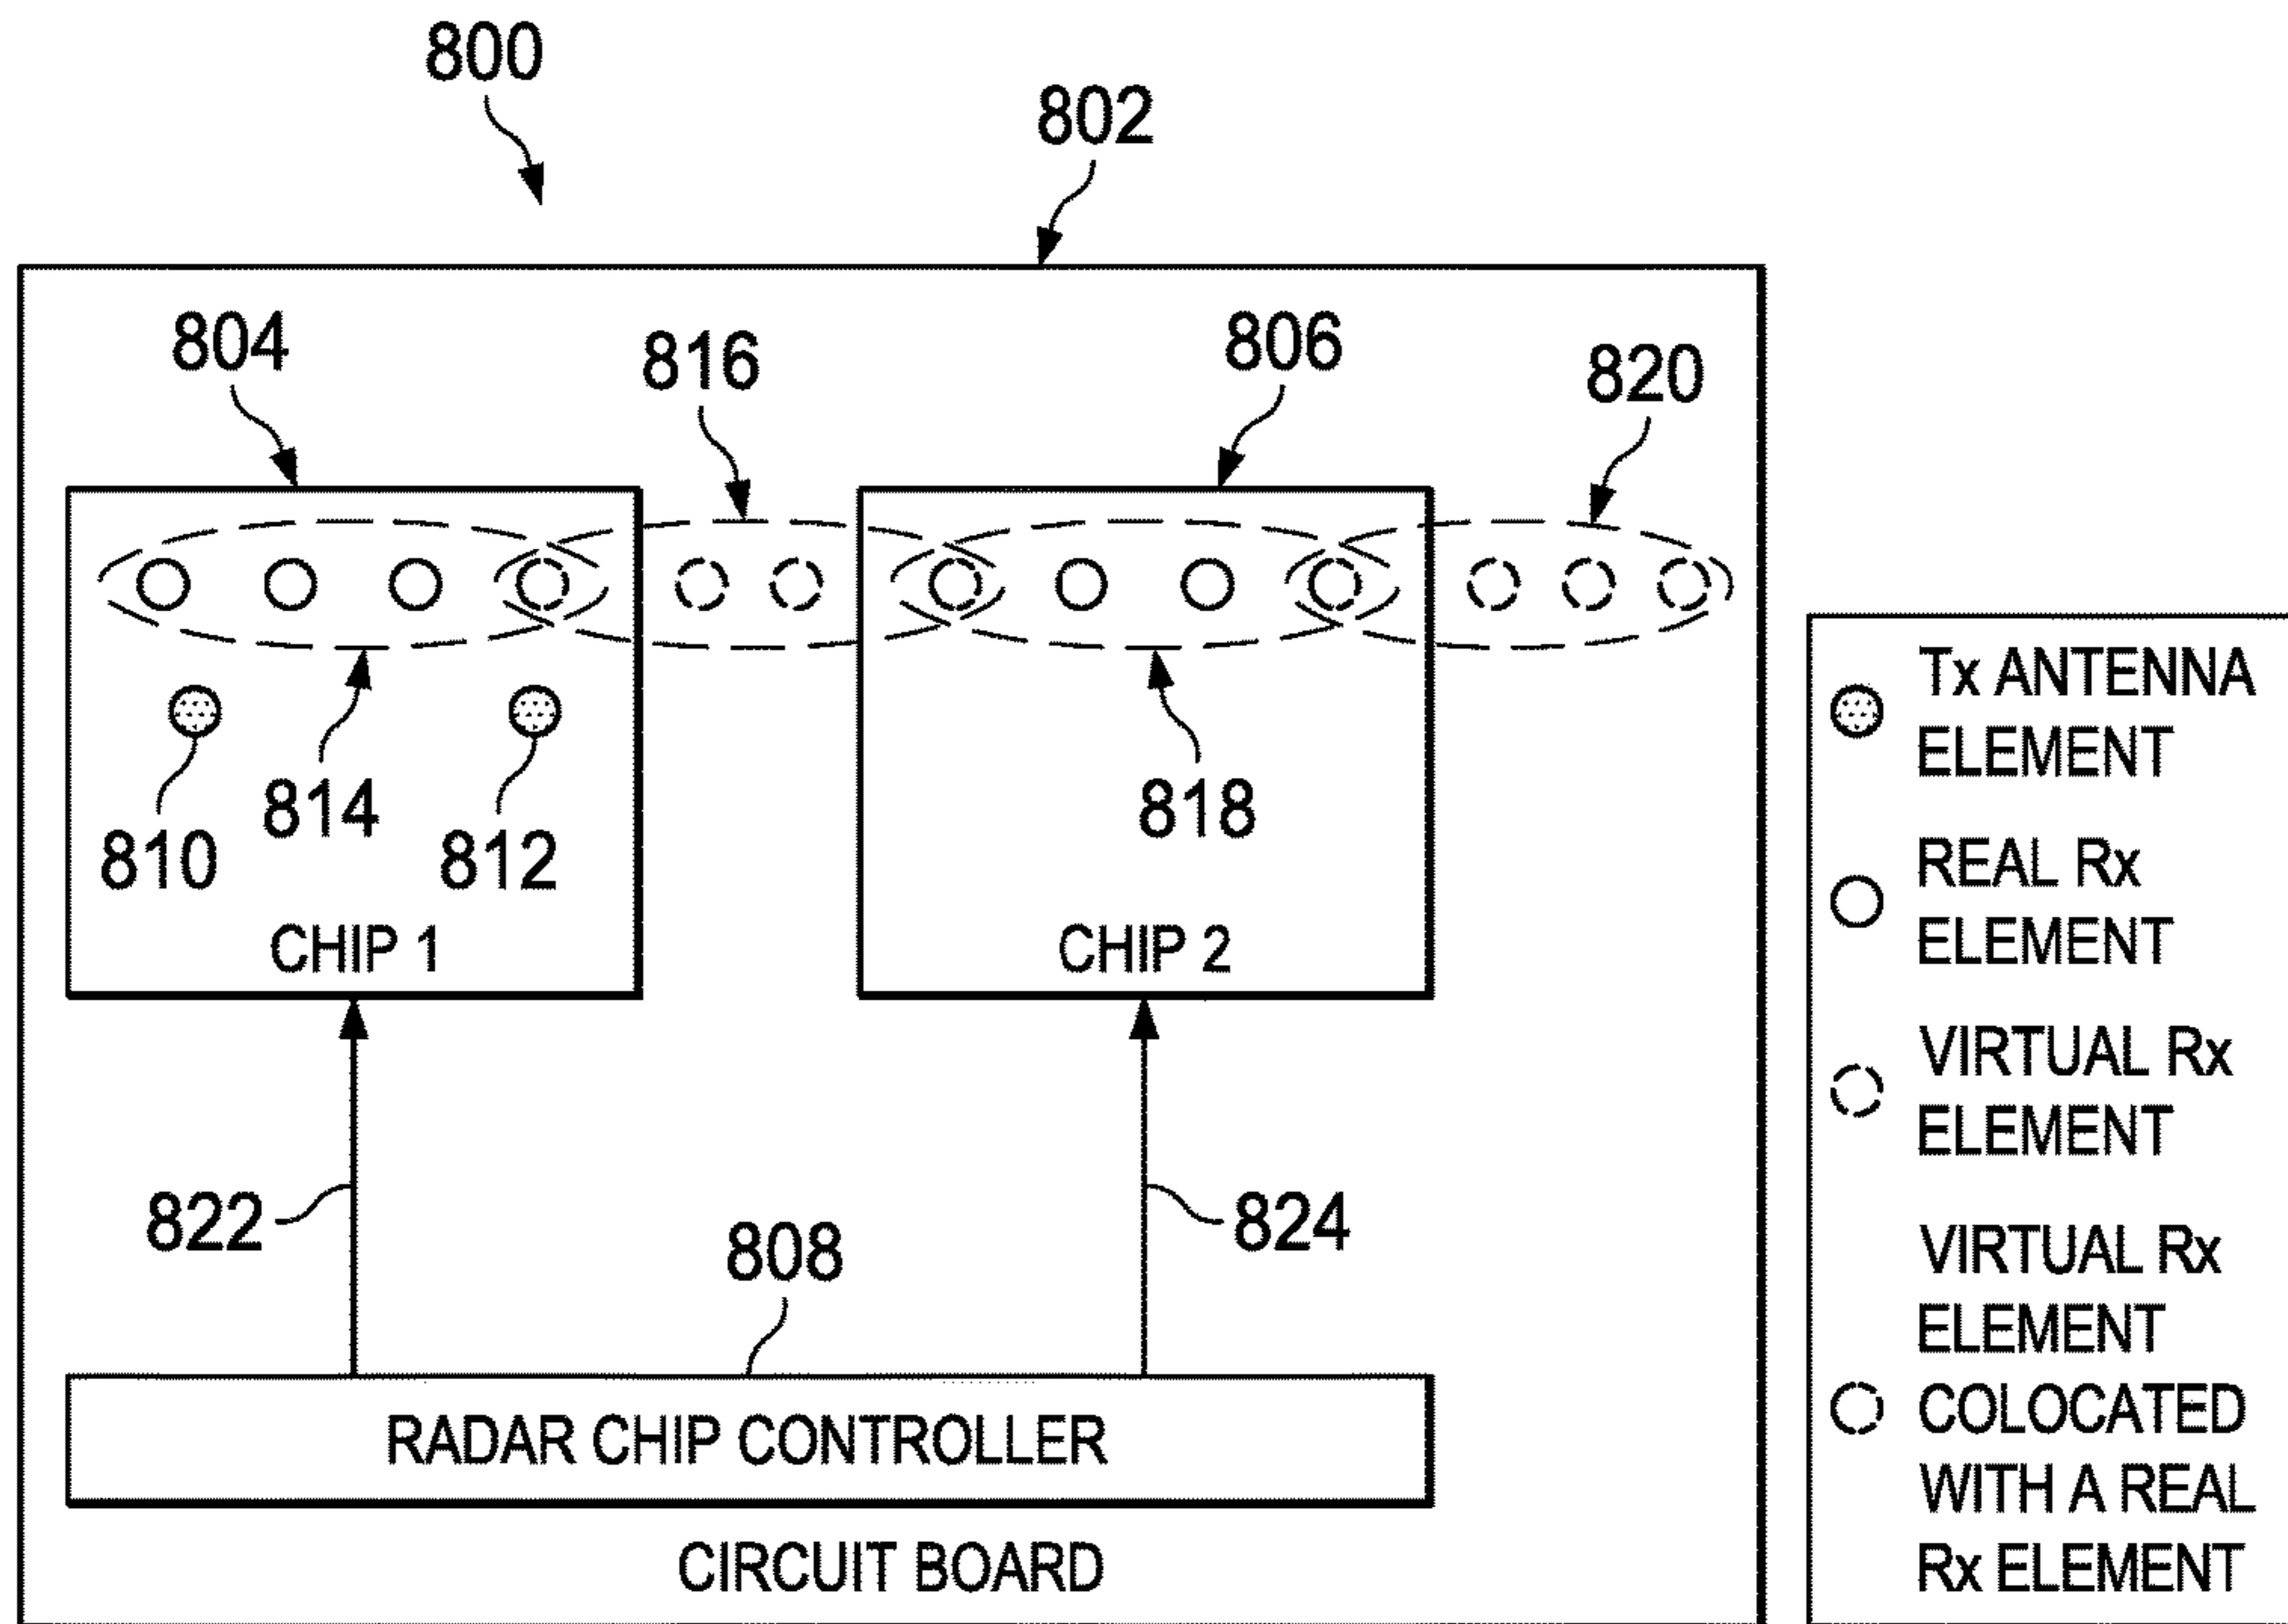 800
802
804
816
806
820
810
814
812
818
CHIP 1
CHIP 2
822
808
824
RADAR CHIP CONTROLLER
CIRCUIT BOARD
Tx ANTENNA
ELEMENT
REAL Rx
ELEMENT
VIRTUAL Rx
ELEMENT
VIRTUAL Rx
ELEMENT
COLOCATED
WITH A REAL
Rx ELEMENT